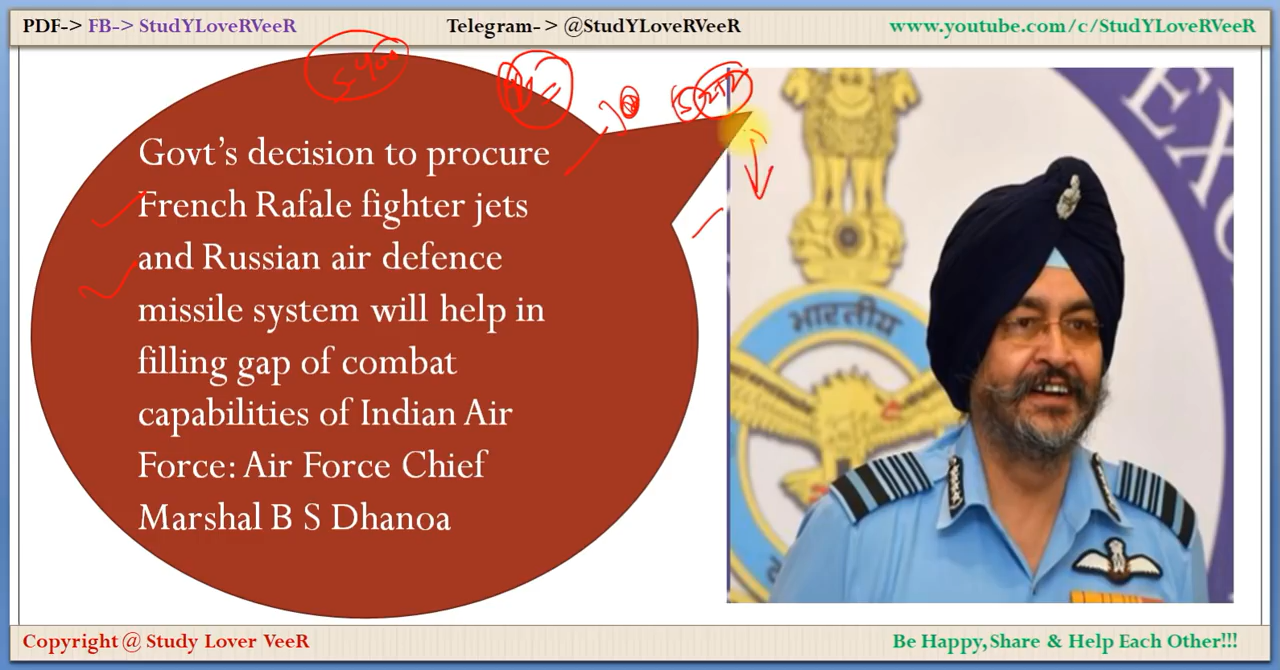 PDF-> FB-> StudYLoveRVeeR Telegram-> @StudYLoveRVeeR www.youtube.com/c/StudYLoveRVeeR
Govt's decision to procure
French Rafale fighter jets
and Russian air defence
missile system will help in
filling gap of combat
capabilities of Indian Air
Force: Air Force Chief
Marshal B S Dhanoa
EX
भारतीय
Copyright @ Study Lover VeeR Be Happy,Share & Help Each Other!!!